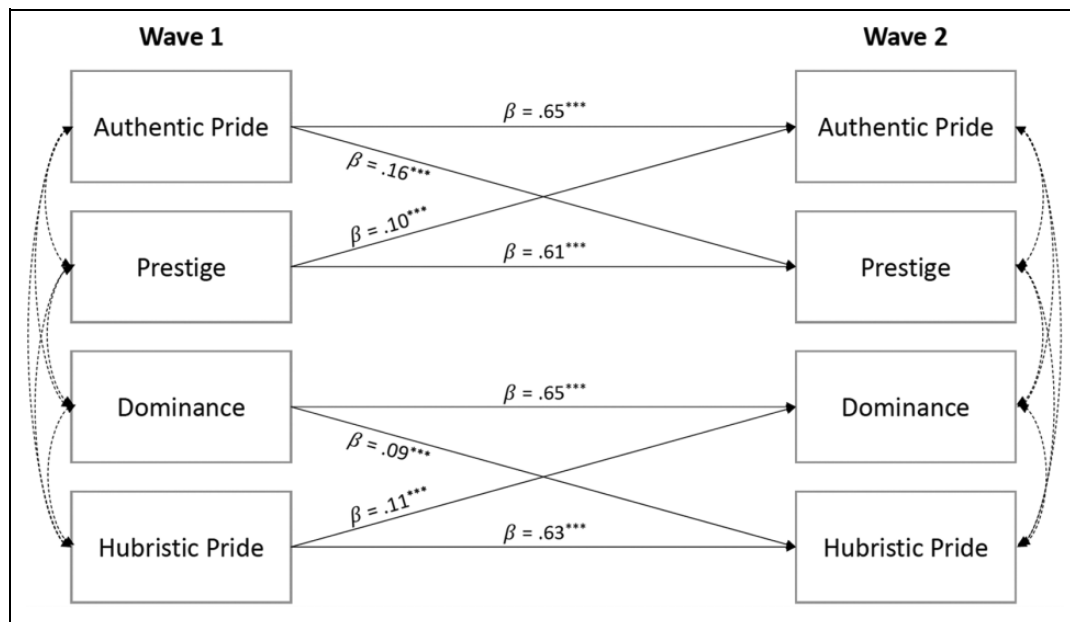 Wave 1
Wave 2
Authentic Pride
β = .65***
Authentic Pride
β = .16***
β = .10***
Prestige
β = .61***
Prestige
Dominance
β = .65***
Dominance
β = .09***
β = .11***
Hubristic Pride
β = .63***
Hubristic Pride